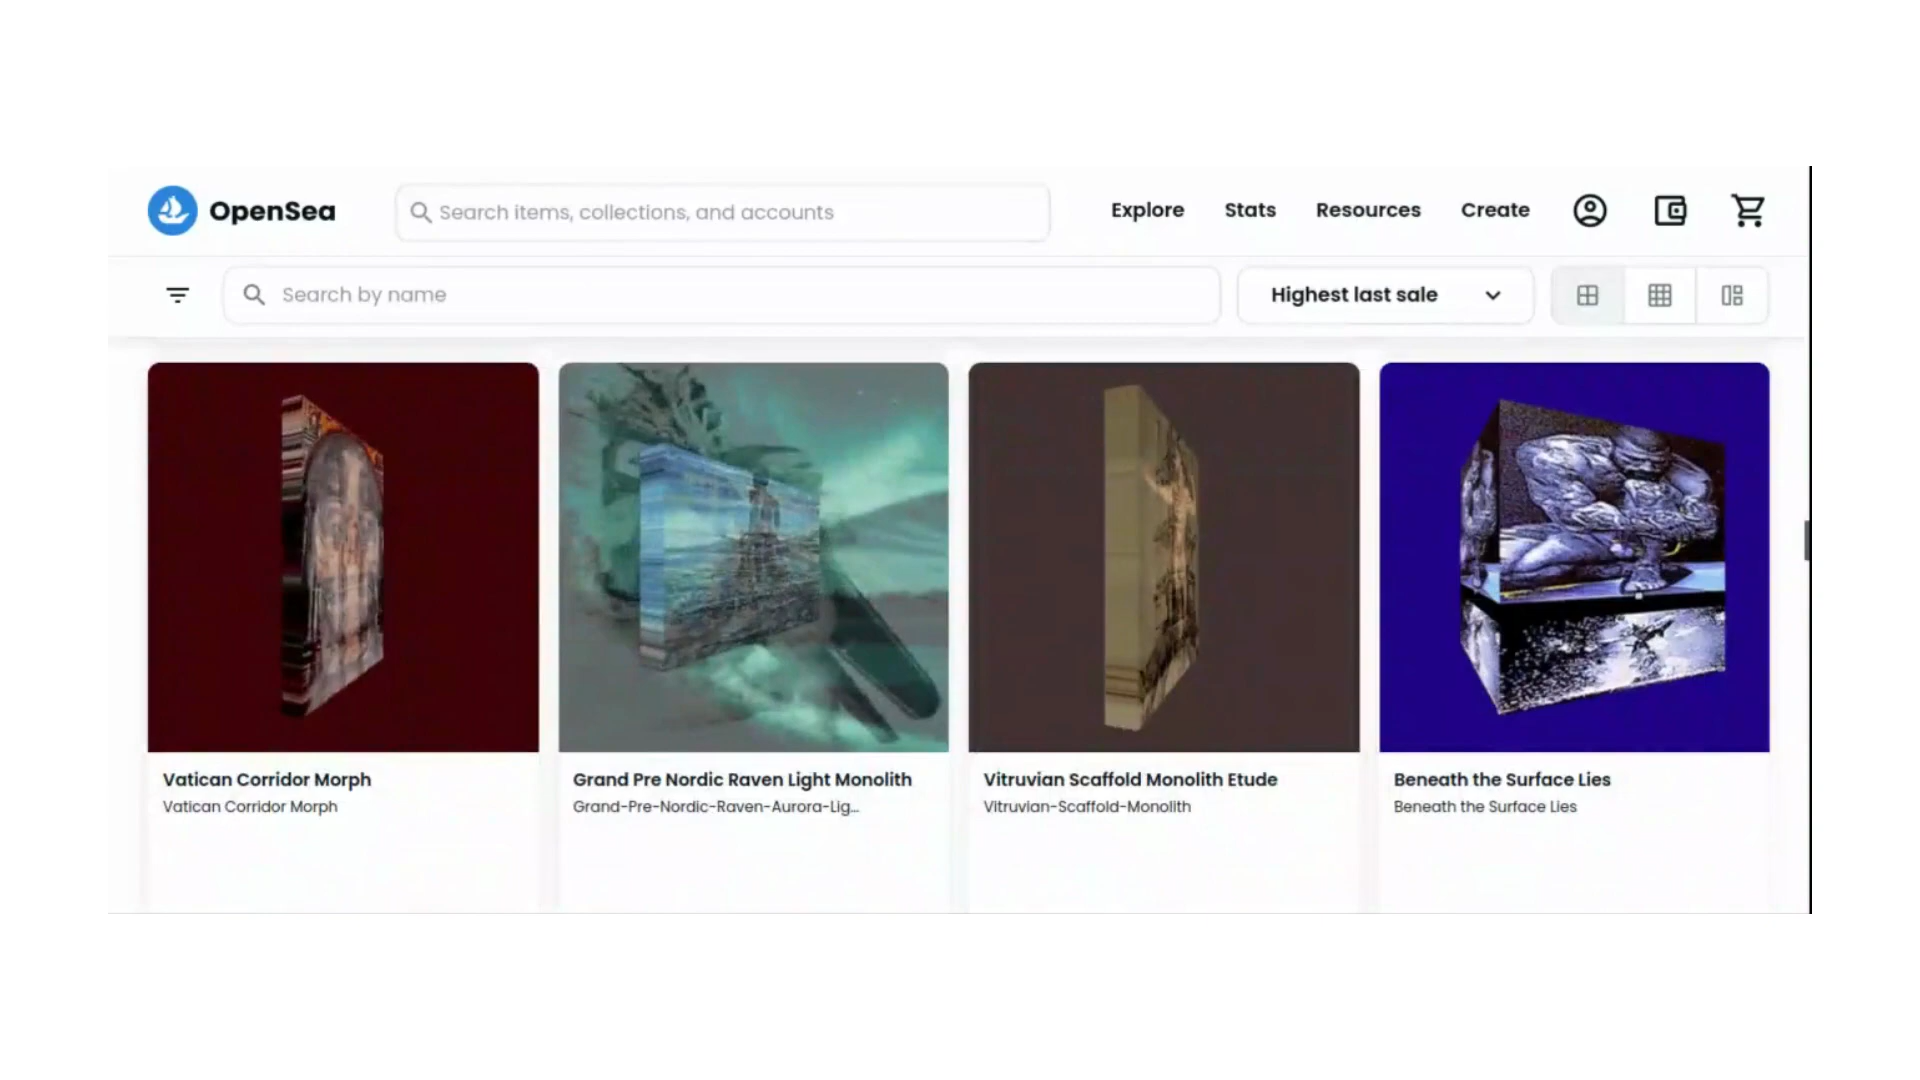 OpenSea
Search items, collections, and accounts
Explore
Stats
Resources
Create
Search by name
Highest last sale
Vatican Corridor Morph
Vatican Corridor Morph
Grand Pre Nordic Raven Light Monolith
Grand-Pre-Nordic-Raven-Aurora-Lig...
Vitruvian Scaffold Monolith Etude
Vitruvian-Scaffold-Monolith
Beneath the Surface Lies
Beneath the Surface Lies